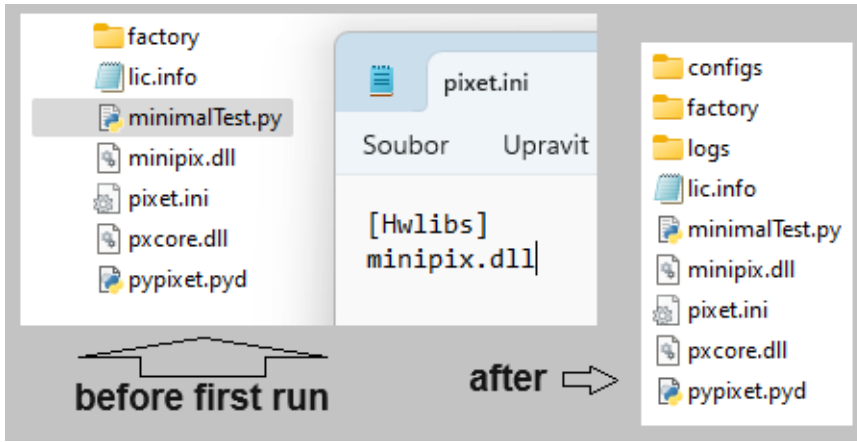 factory
lic.info
minimalTest.py
minipix.dll
pixet.ini
pxcore.dll
pypixet.pyd
before first run
pixet.ini
Soubor Upravit
[Hwlibs]
minipix.dll
after
configs
factory
logs
lic.info
minimalTest.py
minipix.dll
pixet.ini
pxcore.dll
pypixet.pyd